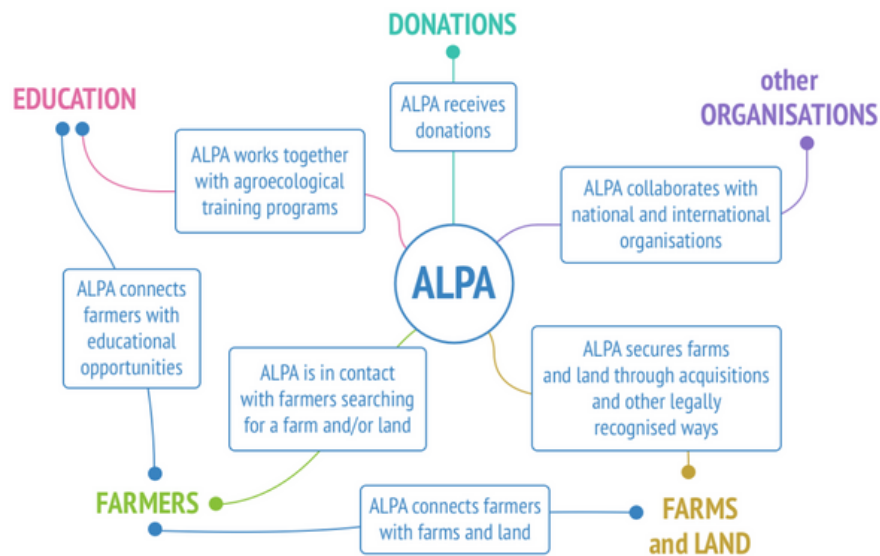 DONATIONS
ALPA receives
donations
EDUCATION
other
ORGANISATIONS
ALPA works together
with agroecological
training programs
ALPA collaborates with
national and international
organisations
ALPA
ALPA connects
farmers with
educational
opportunities
ALPA is in contact
with farmers searching
for a farm and/or land
ALPA secures farms
and land through acquisitions
and other legally
recognised ways
FARMERS
ALPA connects farmers
with farms and land
FARMS
and LAND